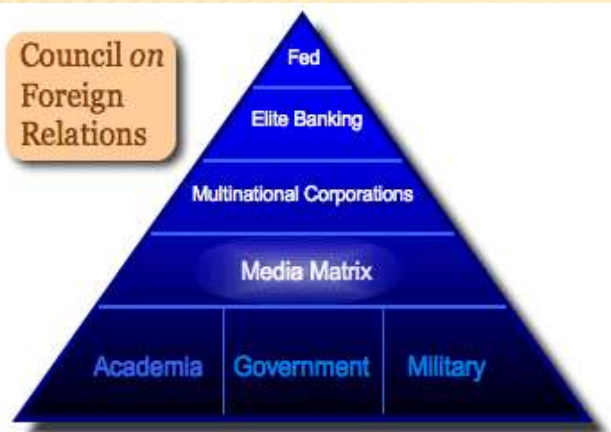 Council on
Foreign
Relations
Fed
Elite Banking
Multinational Corporations
Media Matrix
Academia Government Military